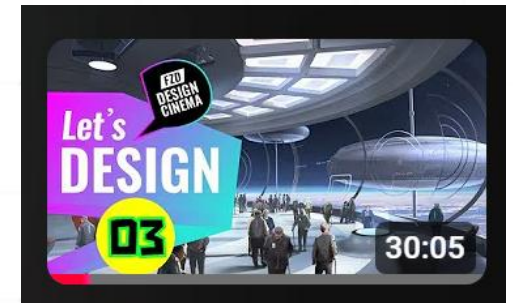 FZD
DESIGN
CINEMA
Let's
DESIGN
03
30:05